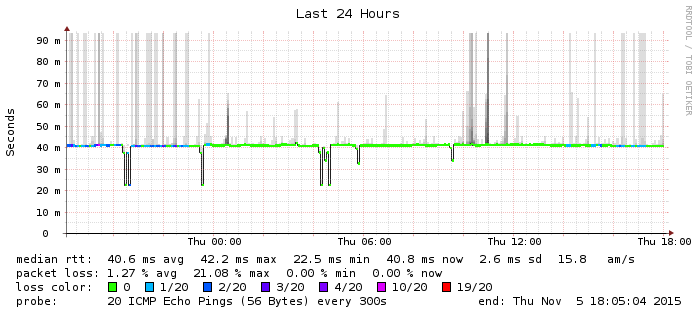 Last 24 Hours
RRDTOOL / TOBI OETIKER
Seconds
90 m
80 m
70 m
60 m
50 m
40 m
30 m
20 m
10 m
0
Thu 00:00 Thu 06:00 Thu 12:00 Thu 18:00
median rtt: 40.6 ms avg 42.2 ms max 22.5 ms min 40.8 ms now 2.6 ms sd 15.8 am/s
packet loss: 1.27 % avg 21.08 % max 0.00 % min 0.00 % now
loss color: 0 1/20 2/20 3/20 4/20 10/20 19/20
probe: 20 ICMP Echo Pings (56 Bytes) every 300s end: Thu Nov 5 18:05:04 2015